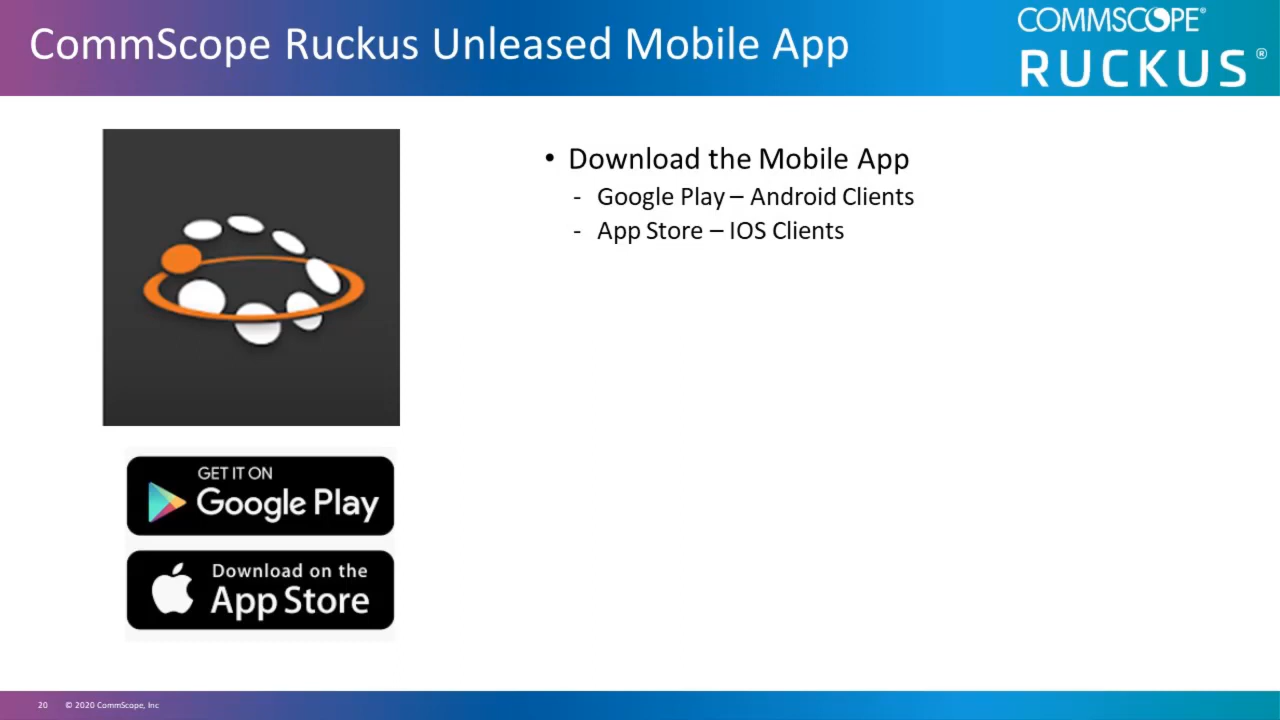 CommScope Ruckus Unleased Mobile App
COMMSCOPE®
RUCKUS®
• Download the Mobile App
- Google Play – Android Clients
- App Store – IOS Clients
GET IT ON
Google Play
Download on the
App Store
20 © 2020 CommScope, Inc